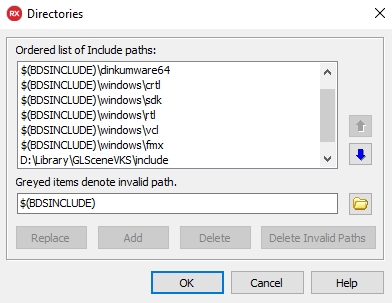 RX Directories
Ordered list of Include paths:
$(BDSINCLUDE)\dinkumware64
$(BDSINCLUDE)\windows\crtl
$(BDSINCLUDE)\windows\sdk
$(BDSINCLUDE)\windows\rtl
$(BDSINCLUDE)\windows\vcl
$(BDSINCLUDE)\windows\fmx
D:\Library\GLSceneVKS\include
Greyed items denote invalid path.
$(BDSINCLUDE)
Replace Add Delete Delete Invalid Paths
OK Cancel Help